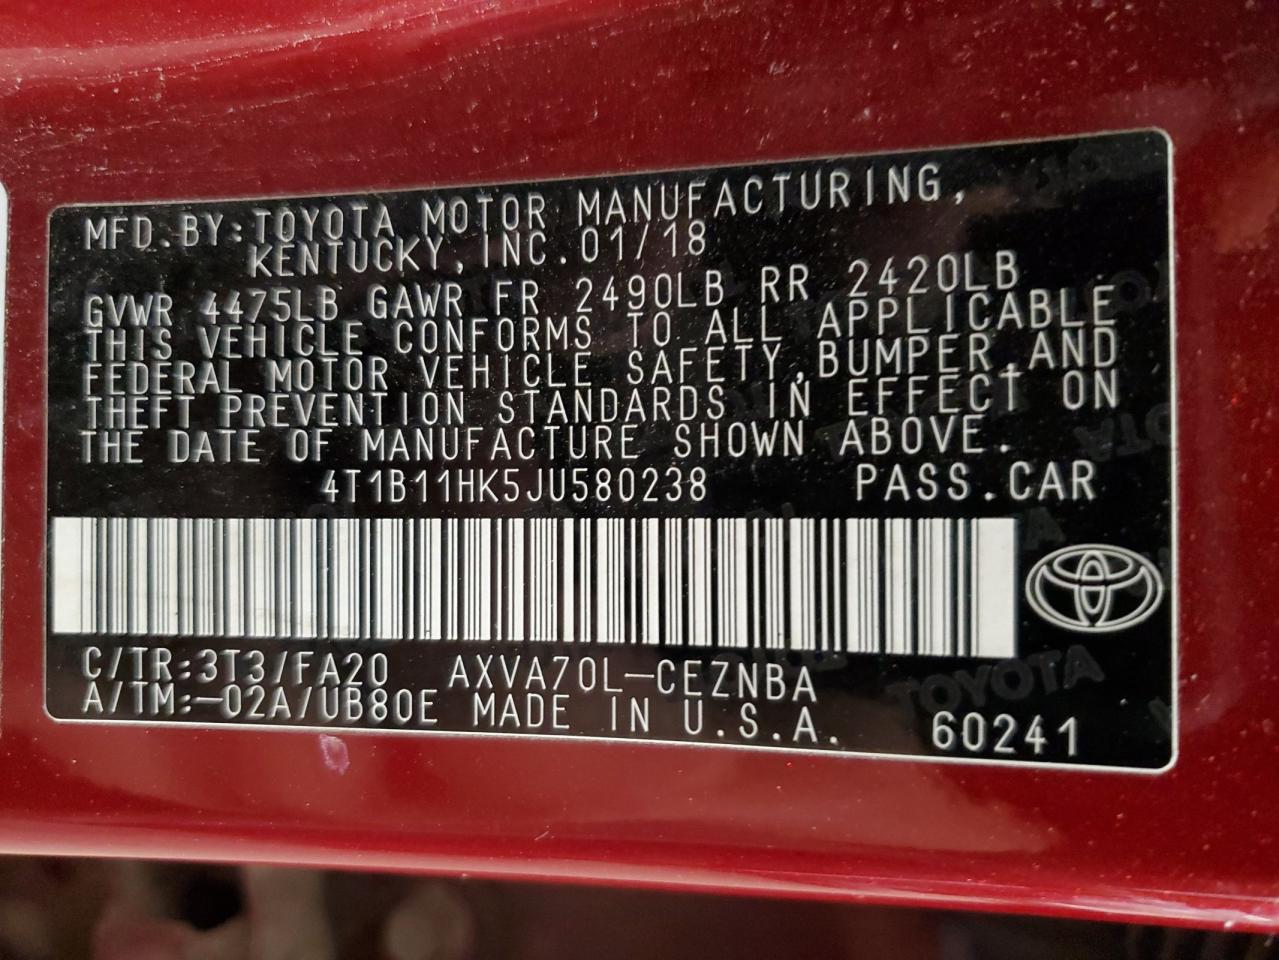 MFD.BY:TOYOTA MOTOR MANUFACTURING,
KENTUCKY, INC.01/18
GVWR 4475LB GAWR FR 2490LB RR 2420LB
THIS VEHICLE CONFORMS TO ALL APPLICABLE
FEDERAL MOTOR VEHICLE SAFETY,BUMPER,AND
THEFT PREVENTION STANDARDS IN EFFECT ON
THE DATE OF MANUFACTURE SHOWN ABOVE.
4T1B11HK5JU580238 PASS.CAR
C/TR:3T3/FA20 AXVA70L-CEZNBA
A/TM:-02A/UB80E MADE IN U.S.A. 60241
TOYOTA